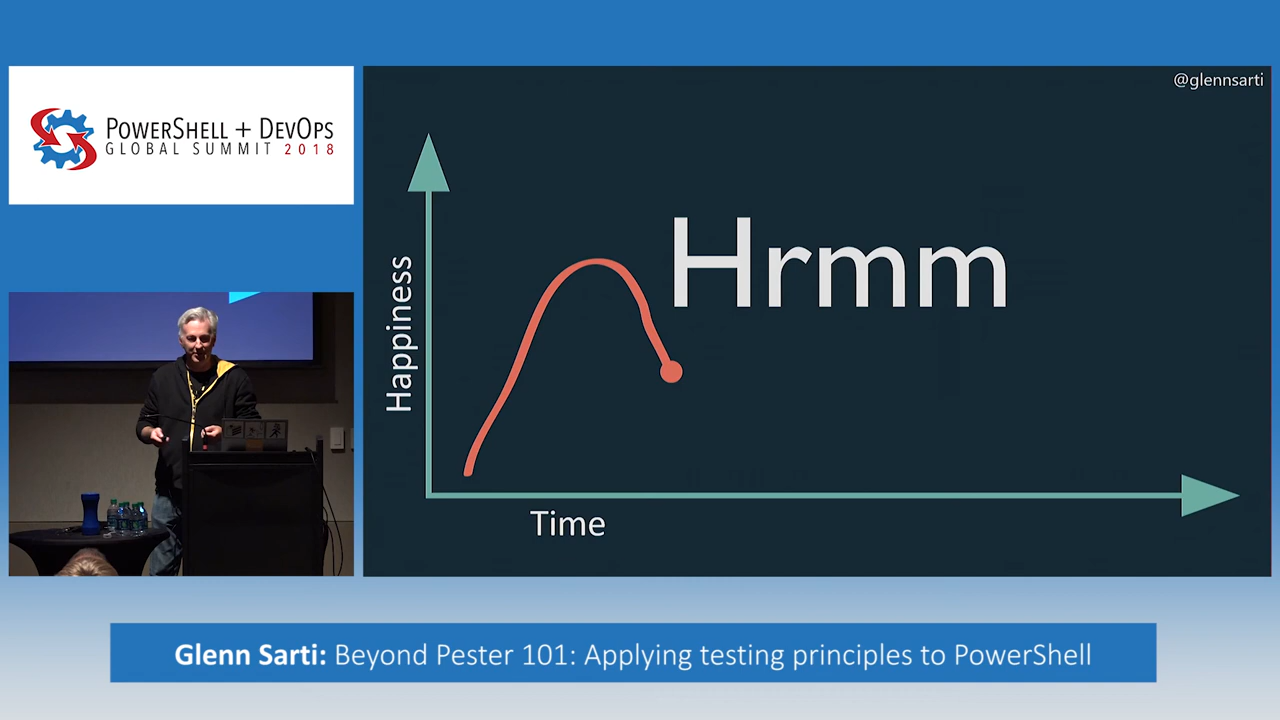 POWERSHELL + DEVOPS
GLOBAL SUMMIT 2018
@glennsarti
Hrmm
Happiness
Time
Glenn Sarti: Beyond Pester 101: Applying testing principles to PowerShell